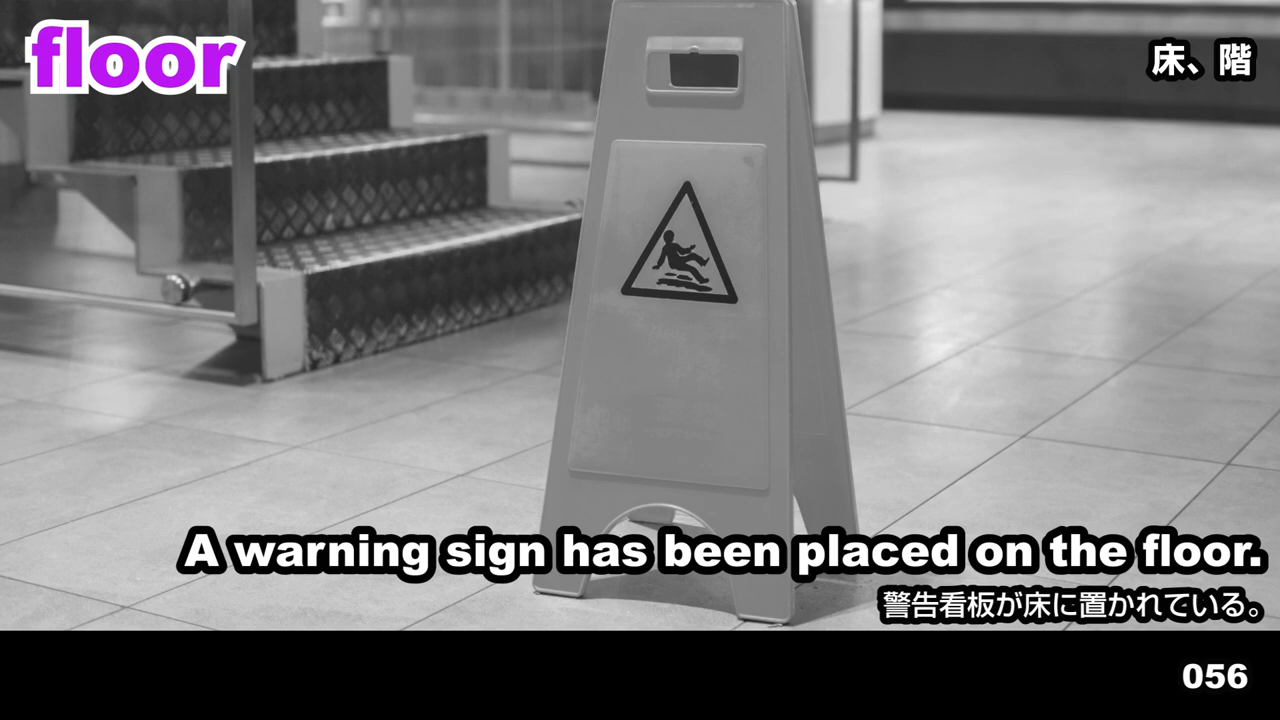 floor
床、階
A warning sign has been placed on the floor.
警告看板が床に置かれている。
056